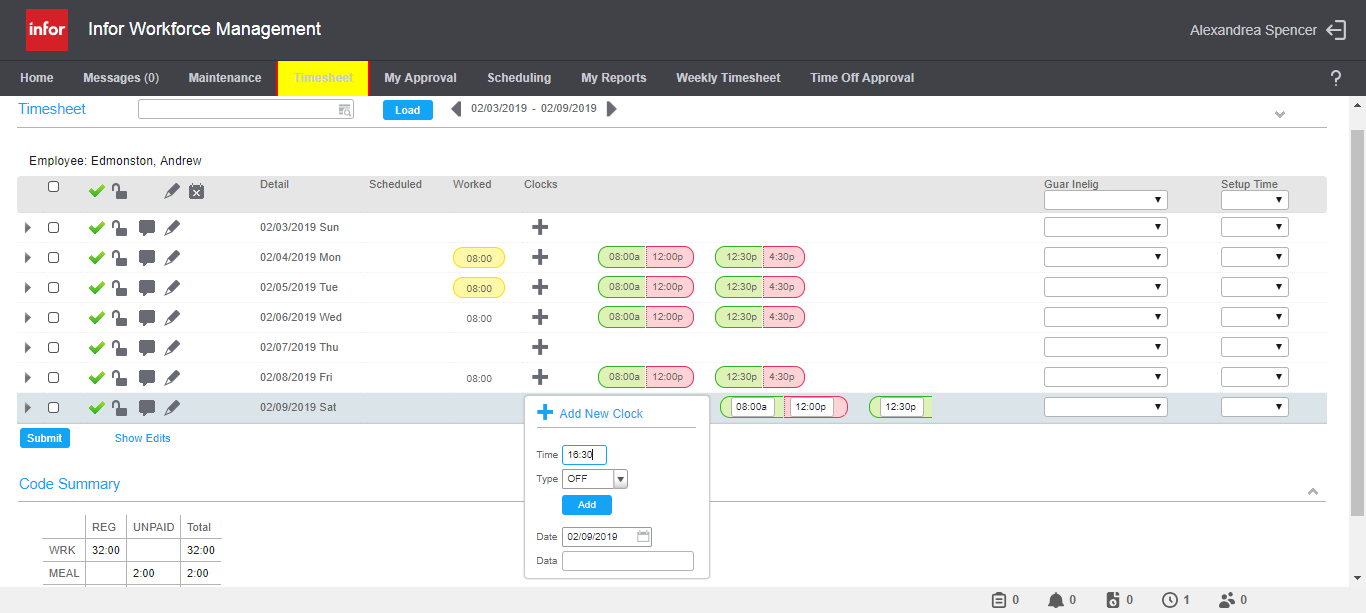 infor Infor Workforce Management Alexandrea Spencer
Home Messages (0) Maintenance Timesheet My Approval Scheduling My Reports Weekly Timesheet Time Off Approval ?
Timesheet Load 02/03/2019 - 02/09/2019
Employee: Edmonston, Andrew
Detail Scheduled Worked Clocks Guar Inelig Setup Time
02/03/2019 Sun
02/04/2019 Mon 08:00 08:00a 12:00p 12:30p 4:30p
02/05/2019 Tue 08:00 08:00a 12:00p 12:30p 4:30p
02/06/2019 Wed 08:00 08:00a 12:00p 12:30p 4:30p
02/07/2019 Thu
02/08/2019 Fri 08:00 08:00a 12:00p 12:30p 4:30p
02/09/2019 Sat 08:00a 12:00p 12:30p
Add New Clock
Time 16:30
Type OFF
Add
Date 02/09/2019
Data
Submit Show Edits
Code Summary
REG UNPAID Total
WRK 32:00 32:00
MEAL 2:00 2:00
0 0 0 1 0